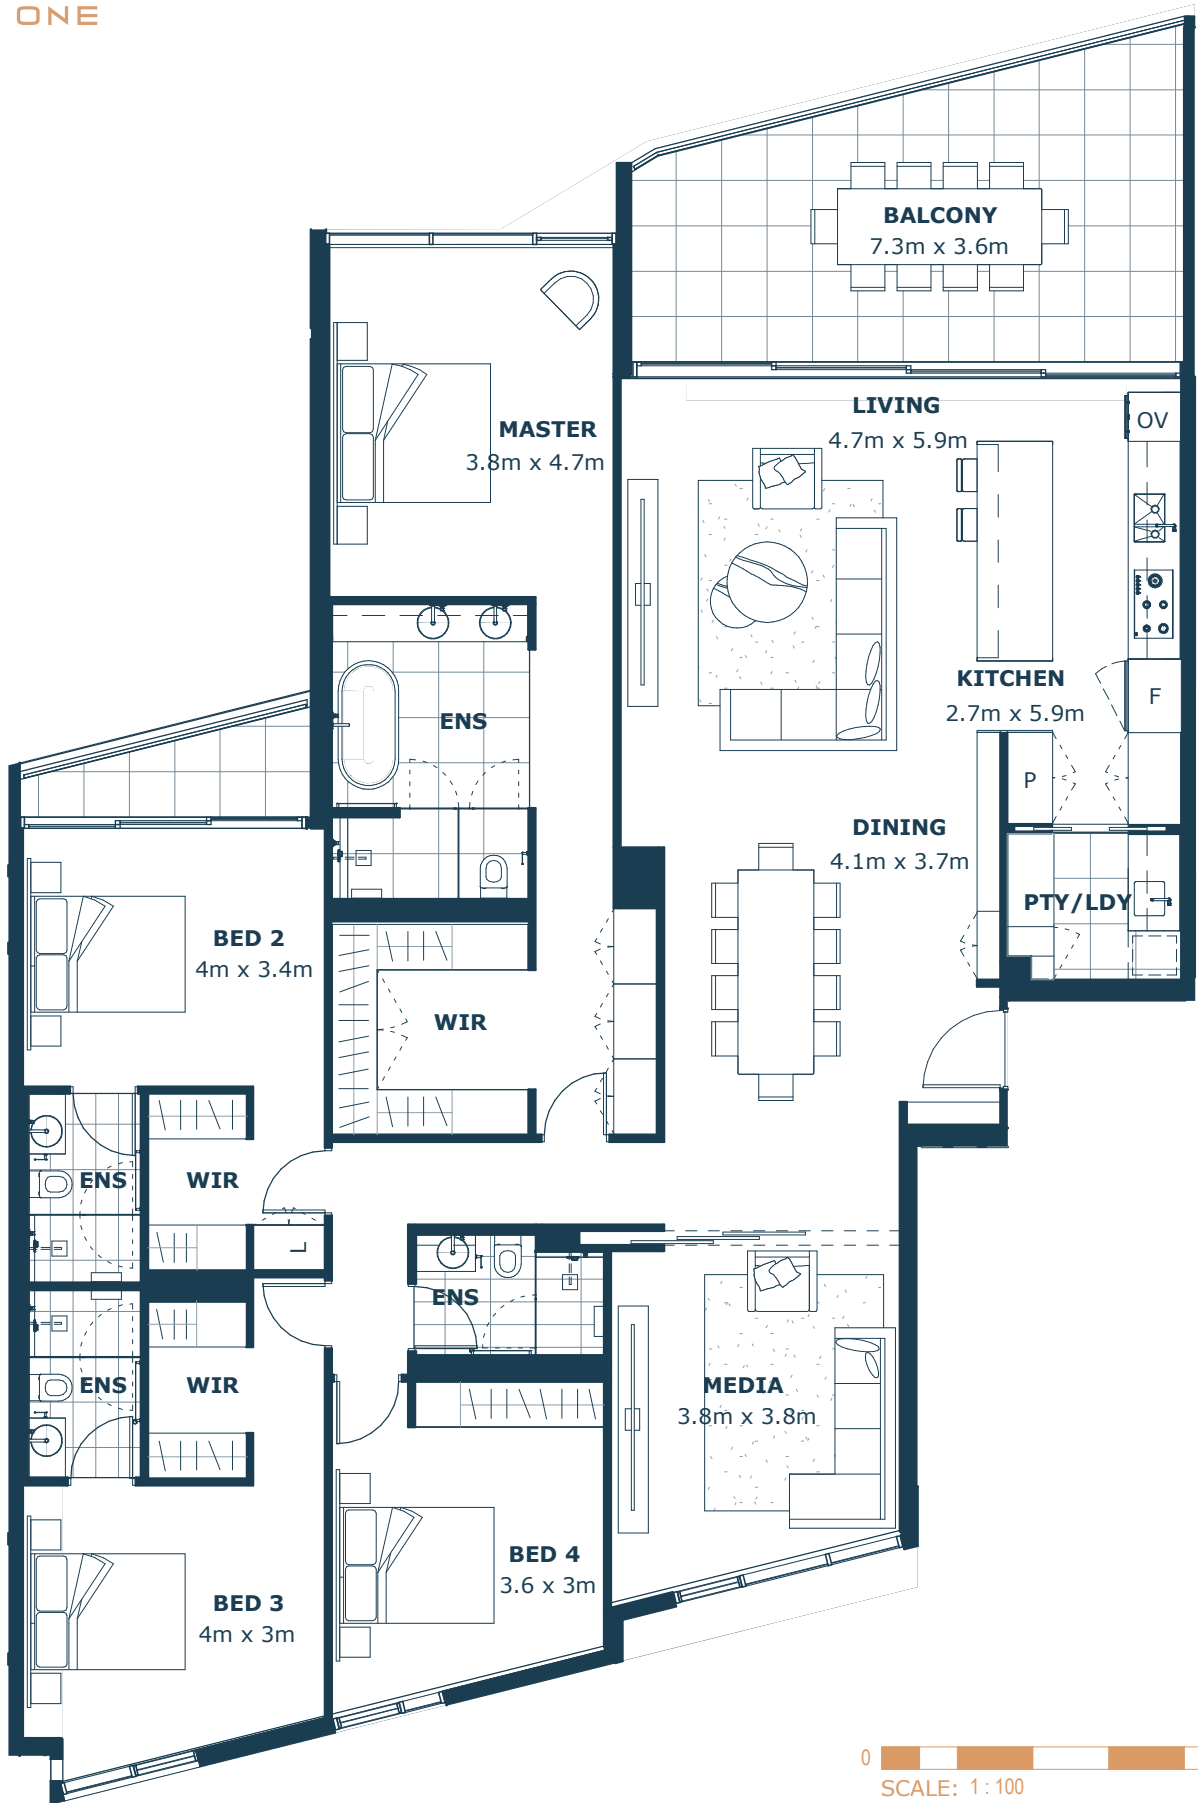 ONE
BALCONY
7.3m x 3.6m
LIVING
4.7m x 5.9m
OV
MASTER
3.8m x 4.7m
KITCHEN
2.7m x 5.9m
F
ENS
P
DINING
4.1m x 3.7m
PTY/LDY
BED 2
4m x 3.4m
WIR
ENS
WIR
L
ENS
ENS
WIR
MEDIA
3.8m x 3.8m
BED 4
3.6 x 3m
BED 3
4m x 3m
0
SCALE: 1 : 100